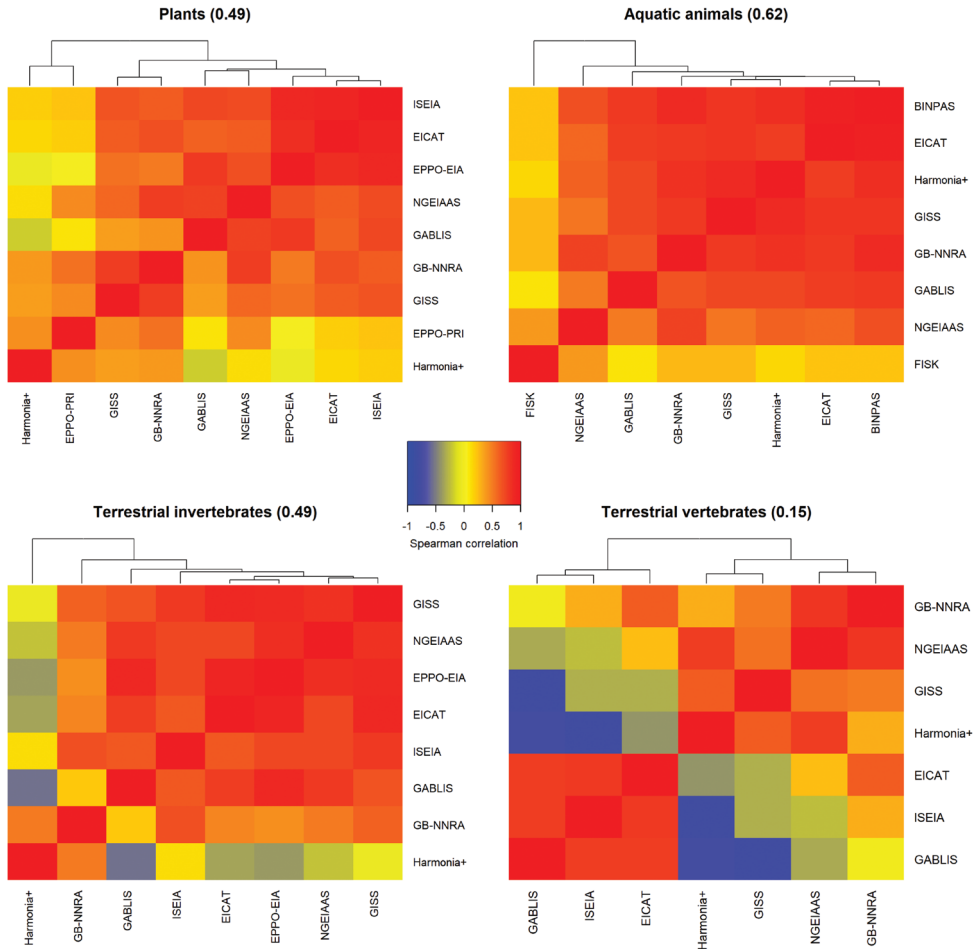 Plants (0.49)
ISEIA
EICAT
EPPO-EIA
NGEIAAS
GABLIS
GB-NNRA
GISS
EPPO-PRI
Harmonia+
Harmonia+
EPPO-PRI
GISS
GB-NNRA
GABLIS
NGEIAAS
EPPO-EIA
EICAT
ISEIA
Aquatic animals (0.62)
BINPAS
EICAT
Harmonia+
GISS
GB-NNRA
GABLIS
NGEIAAS
FISK
FISK
NGEIAAS
GABLIS
GB-NNRA
GISS
Harmonia+
EICAT
BINPAS
-1 -0.5 0 0.5 1
Spearman correlation
Terrestrial invertebrates (0.49)
GISS
NGEIAAS
EPPO-EIA
EICAT
ISEIA
GABLIS
GB-NNRA
Harmonia+
Harmonia+
GB-NNRA
GABLIS
ISEIA
EICAT
EPPO-EIA
NGEIAAS
GISS
Terrestrial vertebrates (0.15)
GB-NNRA
NGEIAAS
GISS
Harmonia+
EICAT
ISEIA
GABLIS
GABLIS
ISEIA
EICAT
Harmonia+
GISS
NGEIAAS
GB-NNRA